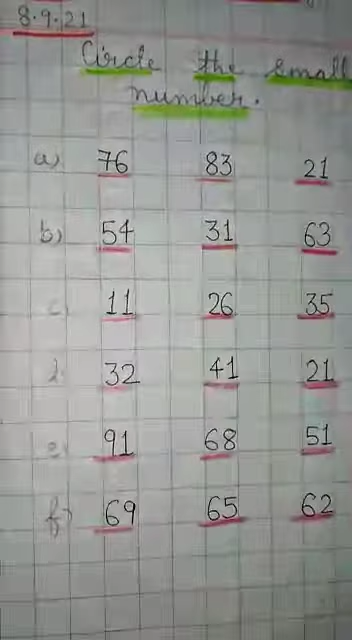 8.9.21
Circle the small
number.
a) 76 83 21
b) 54 31 63
c) 11 26 35
d. 32 41 21
e) 91 68 51
f) 69 65 62